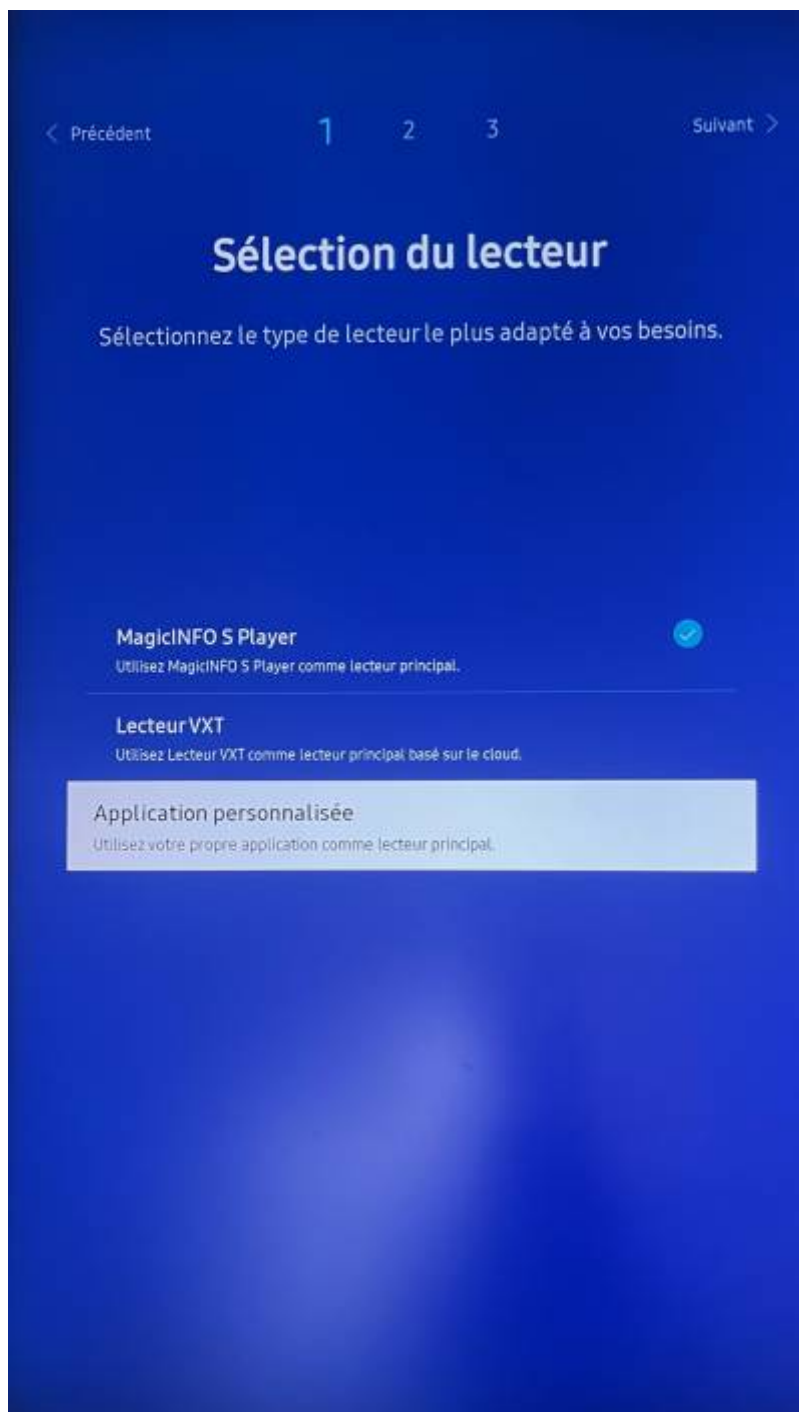 Précédent 1 2 3 Suivant
Sélection du lecteur
Sélectionnez le type de lecteur le plus adapté à vos besoins.
MagicINFO S Player
Utilisez MagicINFO S Player comme lecteur principal.
Lecteur VXT
Utilisez Lecteur VXT comme lecteur principal basé sur le cloud.
Application personnalisée
Utilisez votre propre application comme lecteur principal.